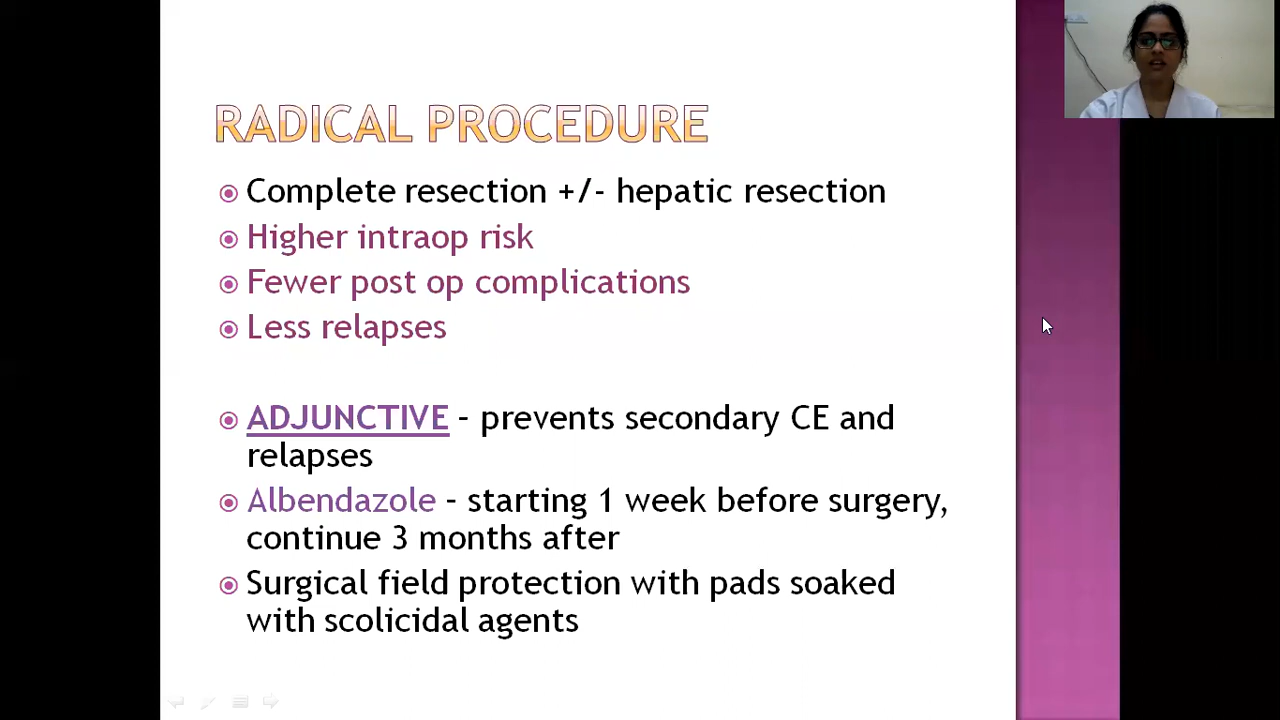 RADICAL PROCEDURE
Complete resection +/- hepatic resection
Higher intraop risk
Fewer post op complications
Less relapses
ADJUNCTIVE – prevents secondary CE and
relapses
Albendazole – starting 1 week before surgery,
continue 3 months after
Surgical field protection with pads soaked
with scolicidal agents